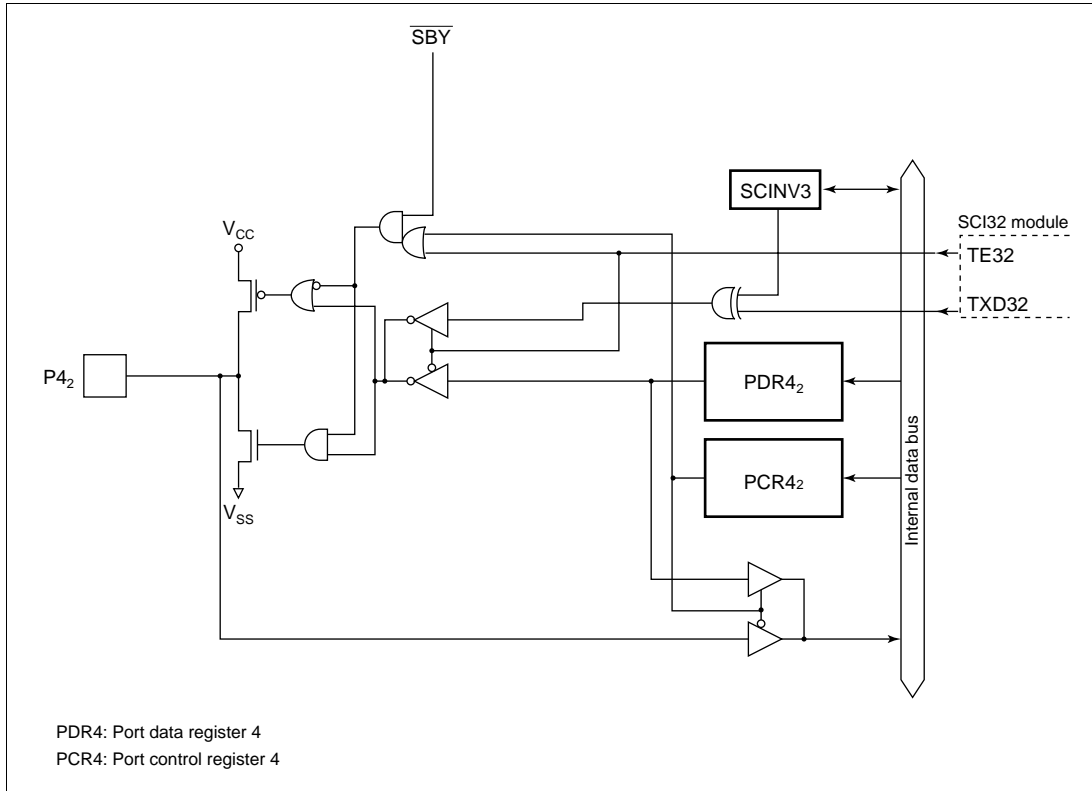 SBY
SCINV3
SCI32 module
VCC
TE32
TXD32
P42
PDR42
PCR42
VSS
Internal data bus
PDR4: Port data register 4
PCR4: Port control register 4